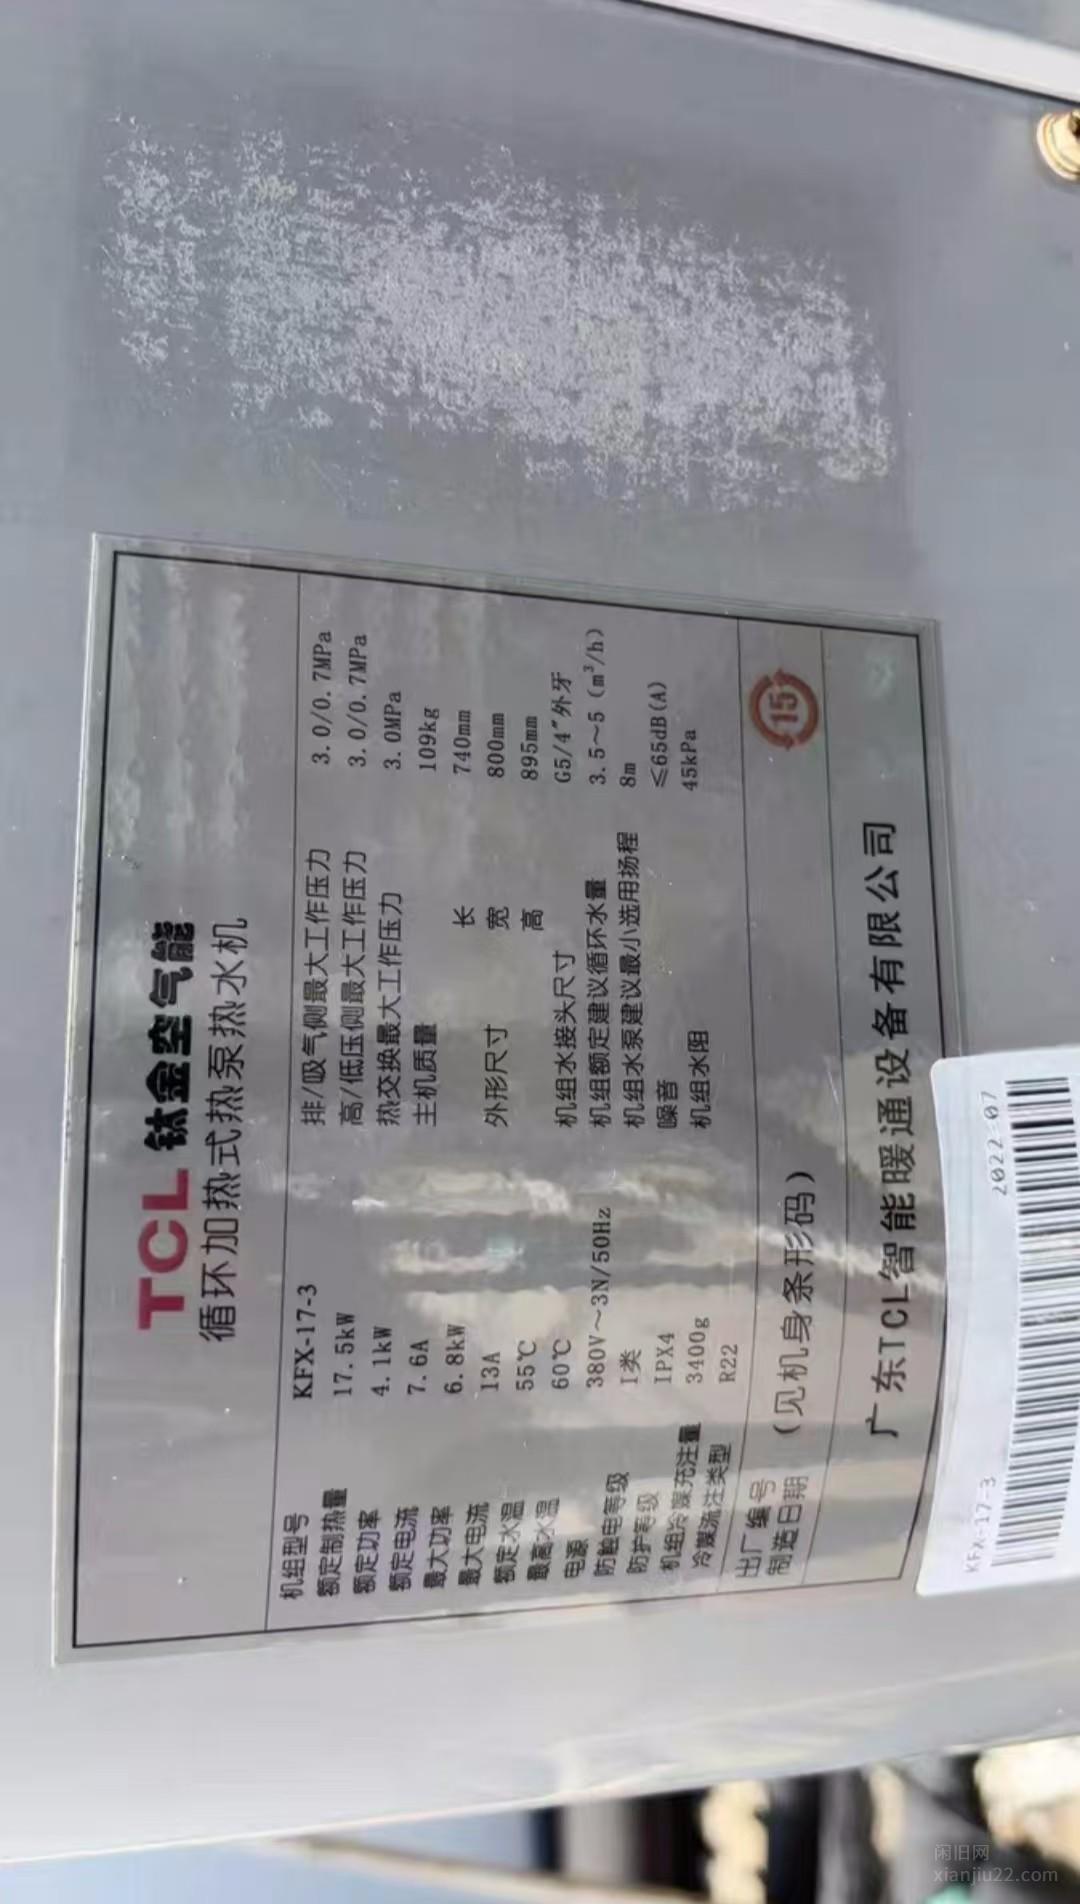 TCL 钛金空气能
循环加热式热泵热水机
机组型号 KFX-17-3
额定制热量 17.5kW
额定功率 4.1kW
额定电流 7.6A
最大功率 6.8kW
最大电流 13A
额定水温 55℃
最高水温 60℃
电源 380V～3N/50Hz
防触电等级 I类
防护等级 IPX4
机组冷媒充注量 3400g
冷媒流注类型 R22
排/吸气侧最大工作压力 3.0/0.7MPa
高/低压侧最大工作压力 3.0/0.7MPa
热交换最大工作压力 3.0MPa
主机质量 109kg
外形尺寸
长 740mm
宽 800mm
高 895mm
机组水接头尺寸 G5/4″外牙
机组额定建议循环水量 3.5～5（m³/h）
机组水泵建议最小选用扬程 8m
噪音 ≤65dB(A)
机组水阻 45kPa
出厂编号
制造日期
（见机身条形码）
15
广东TCL智能暖通设备有限公司
KFX-17-3
2022:07
闲旧网
xianjiu22.com